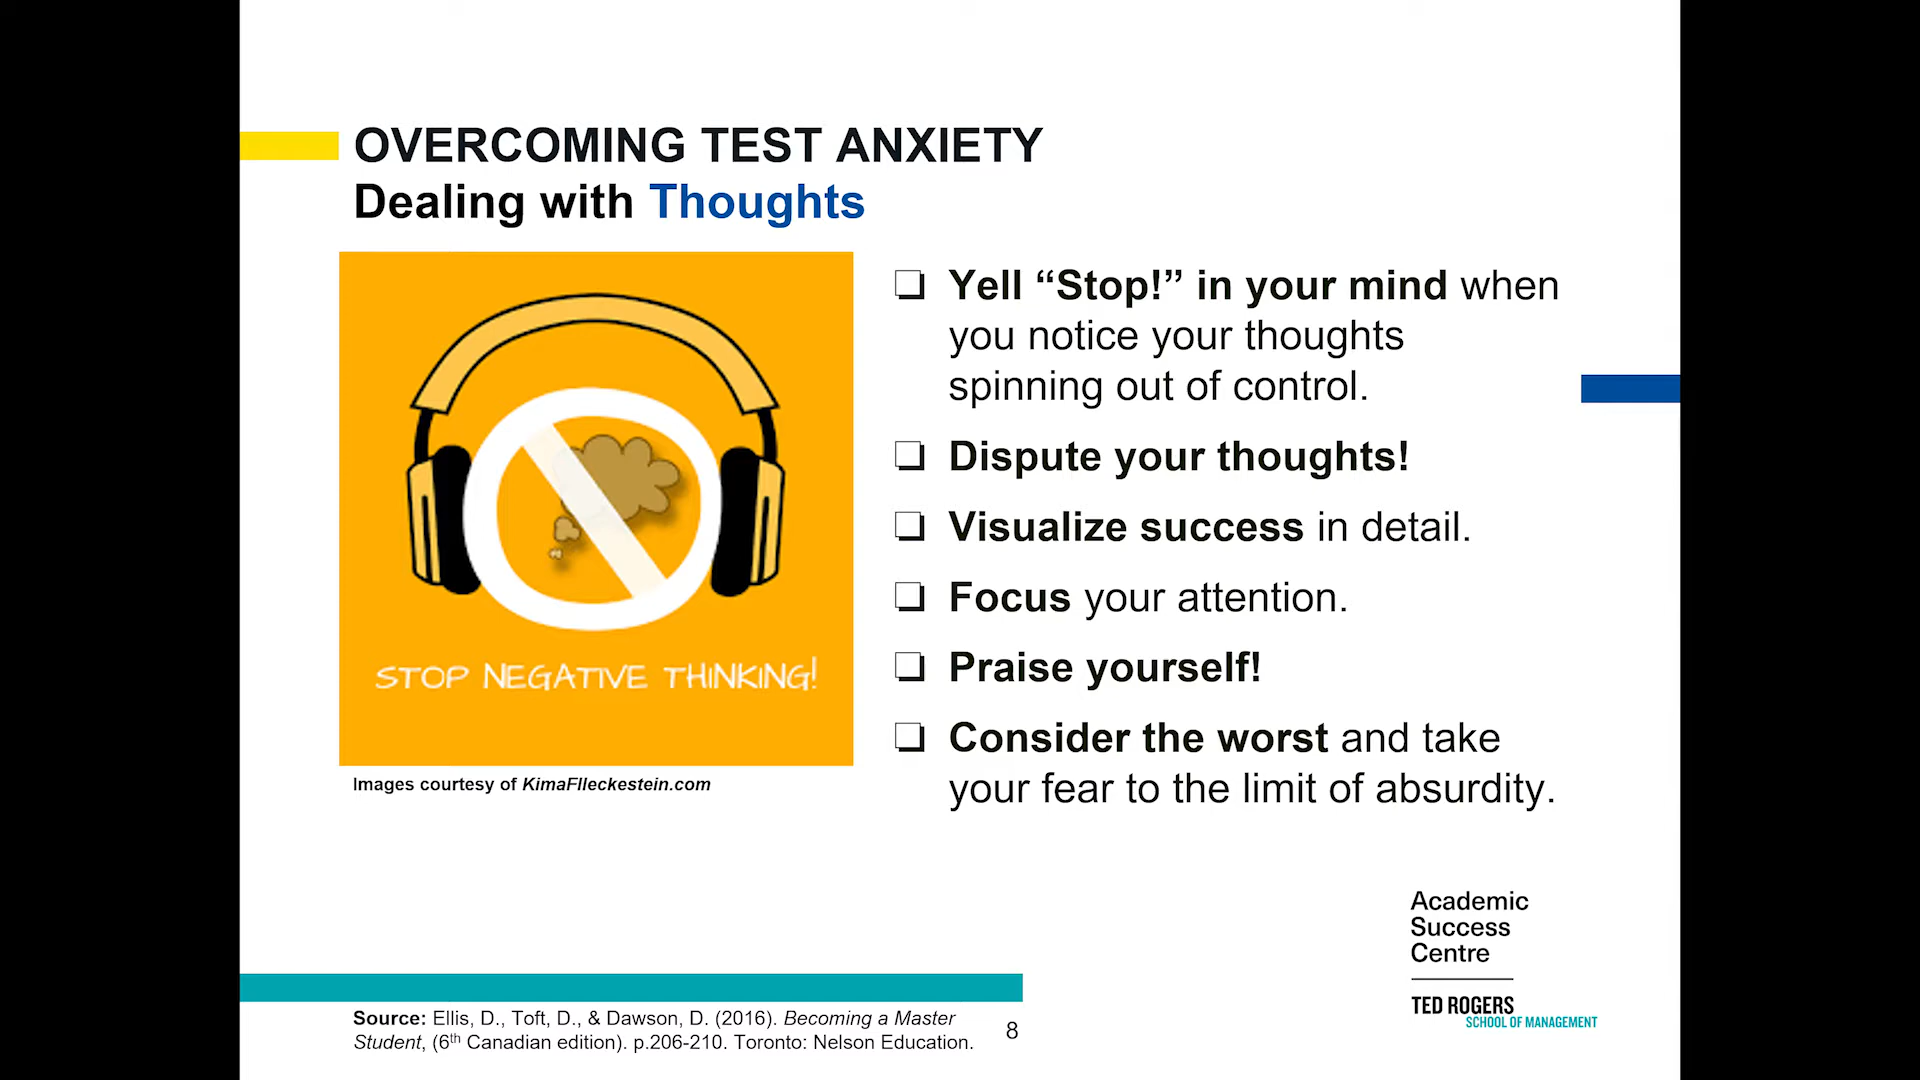 OVERCOMING TEST ANXIETY
Dealing with Thoughts
STOP NEGATIVE THINKING!
Images courtesy of KimaFlleckestein.com
❏ Yell “Stop!” in your mind when
you notice your thoughts
spinning out of control.
❏ Dispute your thoughts!
❏ Visualize success in detail.
❏ Focus your attention.
❏ Praise yourself!
❏ Consider the worst and take
your fear to the limit of absurdity.
Academic
Success
Centre
TED ROGERS
SCHOOL OF MANAGEMENT
Source: Ellis, D., Toft, D., & Dawson, D. (2016). Becoming a Master
Student, (6th Canadian edition). p.206-210. Toronto: Nelson Education.
8